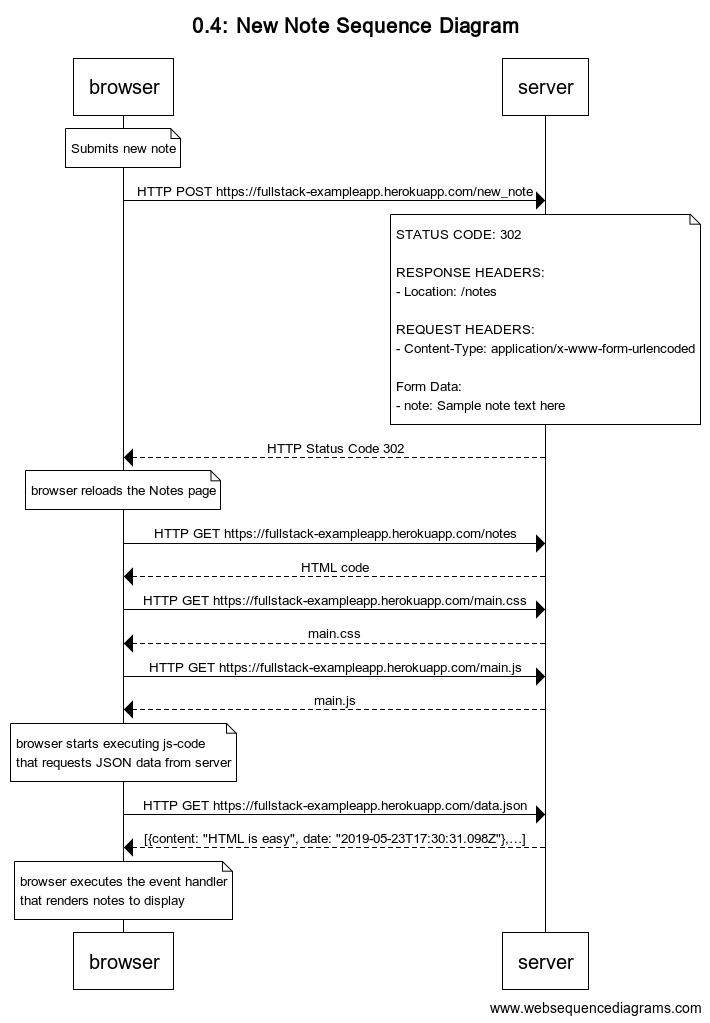 0.4: New Note Sequence Diagram
browser
server
Submits new note
HTTP POST https://fullstack-exampleapp.herokuapp.com/new_note
STATUS CODE: 302
RESPONSE HEADERS:
- Location: /notes
REQUEST HEADERS:
- Content-Type: application/x-www-form-urlencoded
Form Data:
- note: Sample note text here
HTTP Status Code 302
browser reloads the Notes page
HTTP GET https://fullstack-exampleapp.herokuapp.com/notes
HTML code
HTTP GET https://fullstack-exampleapp.herokuapp.com/main.css
main.css
HTTP GET https://fullstack-exampleapp.herokuapp.com/main.js
main.js
browser starts executing js-code
that requests JSON data from server
HTTP GET https://fullstack-exampleapp.herokuapp.com/data.json
[{content: "HTML is easy", date: "2019-05-23T17:30:31.098Z"},…]
browser executes the event handler
that renders notes to display
browser
server
www.websequencediagrams.com